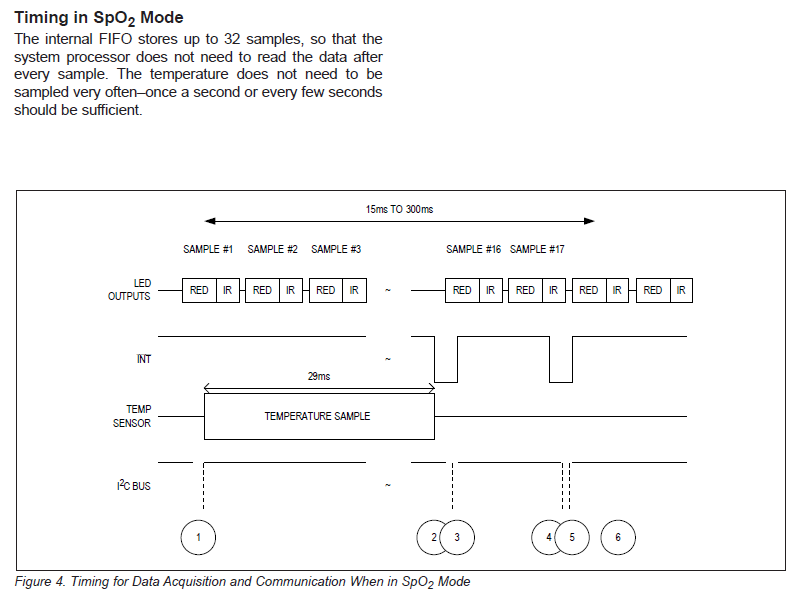 Timing in SpO2 Mode
The internal FIFO stores up to 32 samples, so that the
system processor does not need to read the data after
every sample. The temperature does not need to be
sampled very often–once a second or every few seconds
should be sufficient.
15ms TO 300ms
SAMPLE #1 SAMPLE #2 SAMPLE #3 SAMPLE #16 SAMPLE #17
LED
OUTPUTS
RED IR RED IR RED IR ~ RED IR RED IR RED IR RED IR
INT ~
29ms
TEMP
SENSOR
TEMPERATURE SAMPLE
I2C BUS ~
1 2 3 4 5 6
Figure 4. Timing for Data Acquisition and Communication When in SpO2 Mode